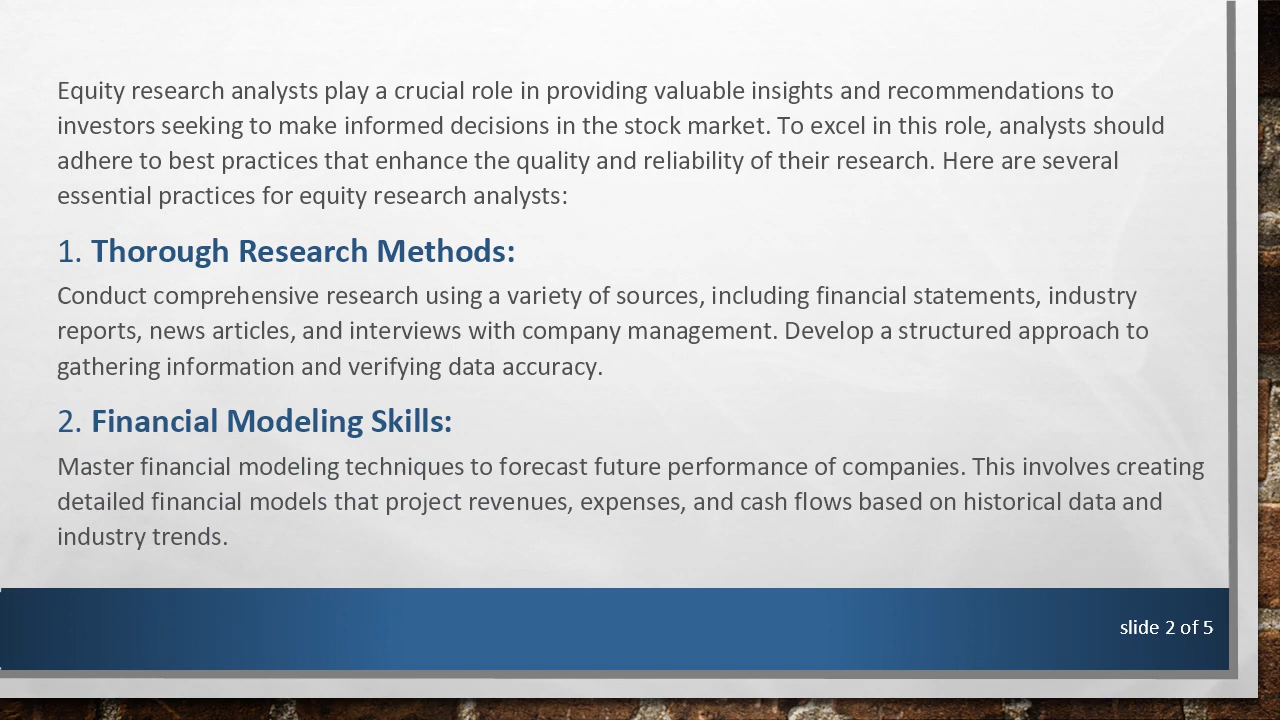 Equity research analysts play a crucial role in providing valuable insights and recommendations to
investors seeking to make informed decisions in the stock market. To excel in this role, analysts should
adhere to best practices that enhance the quality and reliability of their research. Here are several
essential practices for equity research analysts:
1. Thorough Research Methods:
Conduct comprehensive research using a variety of sources, including financial statements, industry
reports, news articles, and interviews with company management. Develop a structured approach to
gathering information and verifying data accuracy.
2. Financial Modeling Skills:
Master financial modeling techniques to forecast future performance of companies. This involves creating
detailed financial models that project revenues, expenses, and cash flows based on historical data and
industry trends.
slide 2 of 5